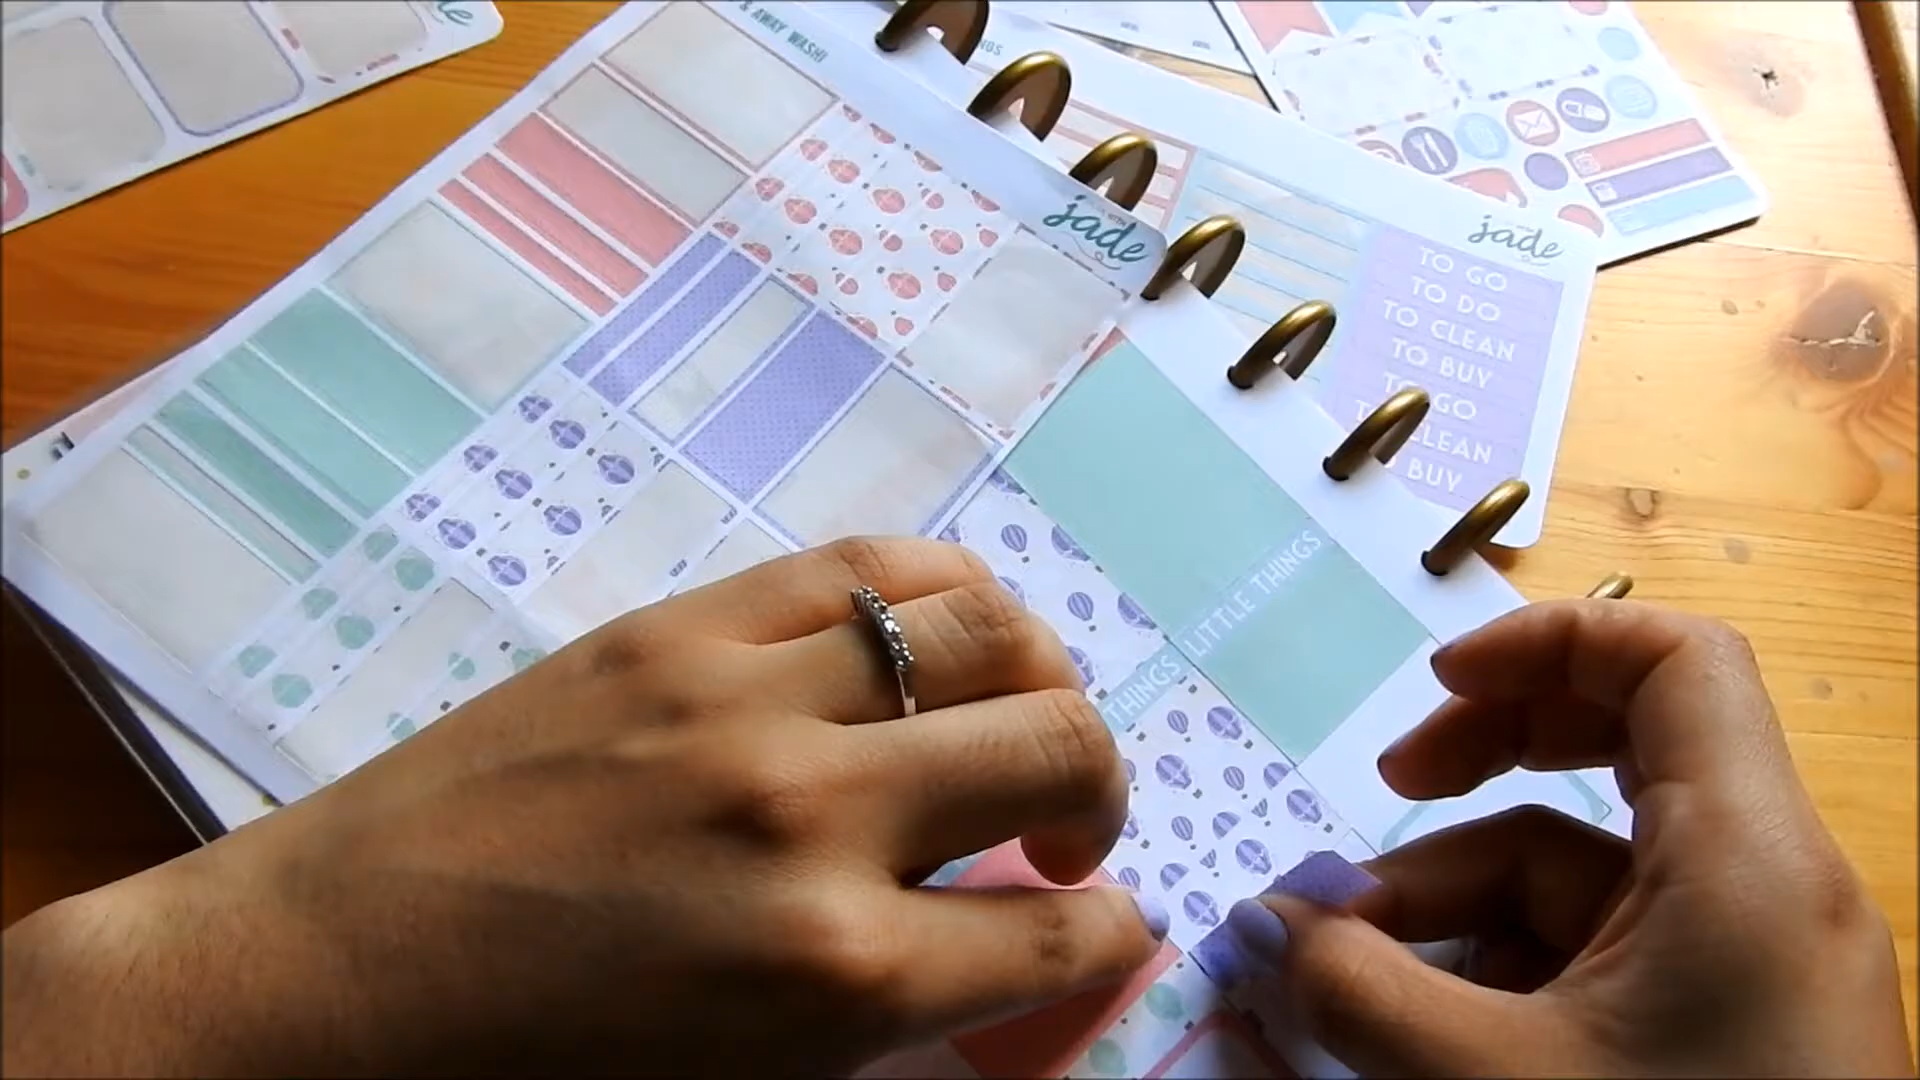 & AWAY WASHI
jade
jade
TO GO
TO DO
TO CLEAN
TO BUY
GO
CLEAN
BUY
LITTLE THINGS
THINGS